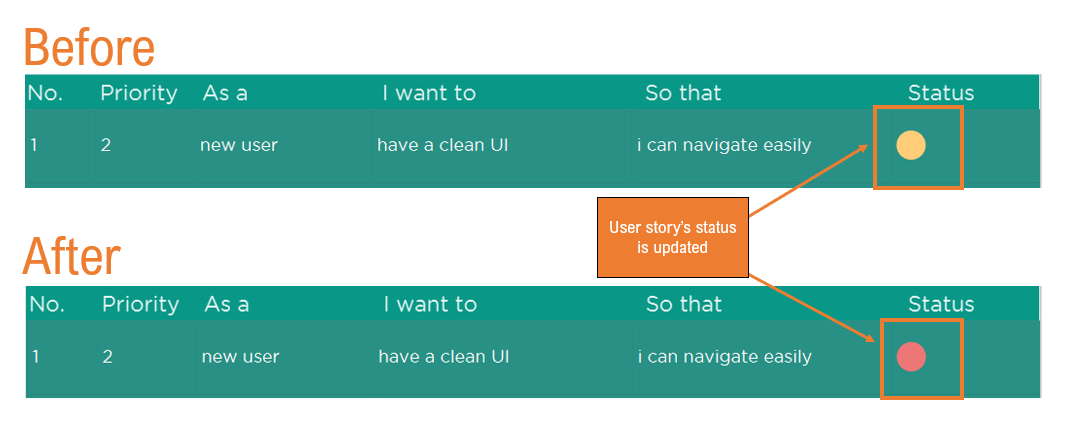 Before
No. Priority As a I want to So that Status
1 2 new user have a clean UI i can navigate easily
User story's status
is updated
After
No. Priority As a I want to So that Status
1 2 new user have a clean UI i can navigate easily